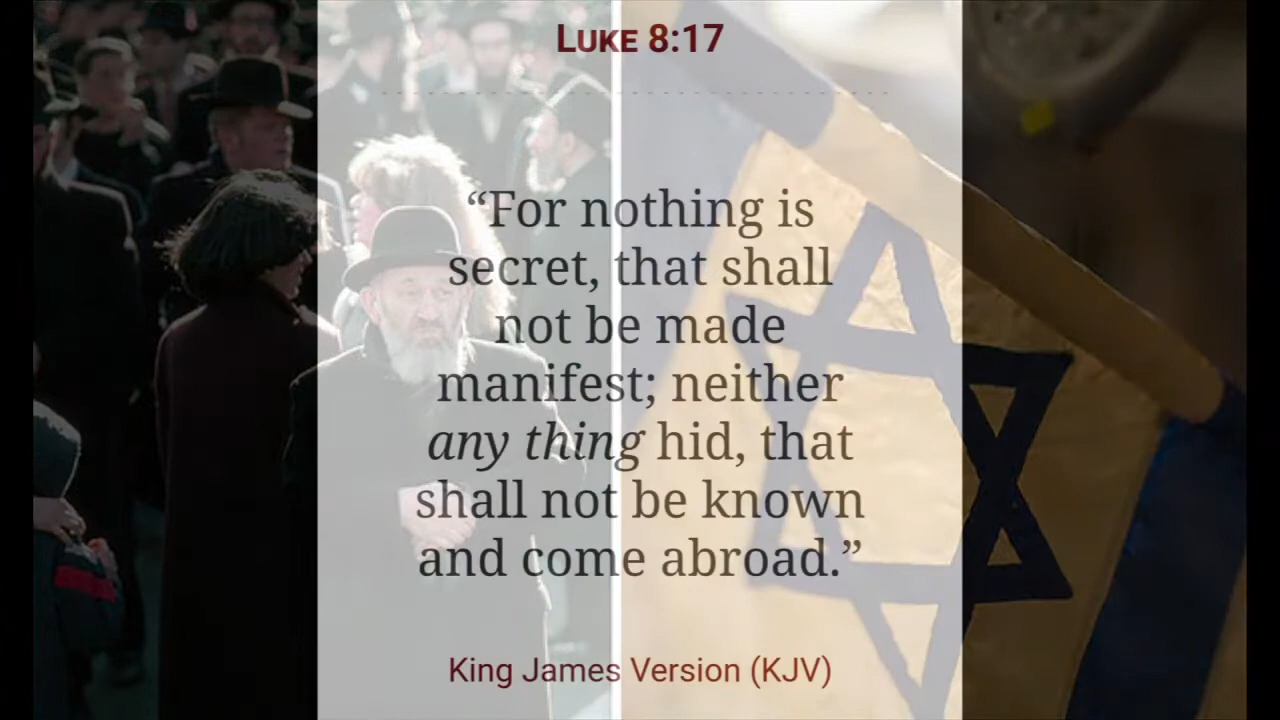 LUKE 8:17
“For nothing is
secret, that shall
not be made
manifest; neither
any thing hid, that
shall not be known
and come abroad.”
King James Version (KJV)